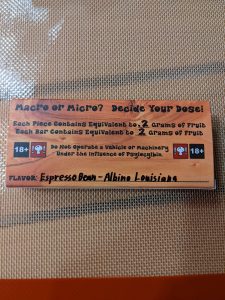 Macro or Micro? Decide Your Dose!
Each Piece Contains Equivalent to .2 Grams of Fruit
Each Bar Contains Equivalent to 2 Grams of Fruit
18+ Do Not Operate a Vehicle or Machinery 18+
Under the Influence of Psylocybin.
FLAVOR: Espresso Bean - Albino Louisiana